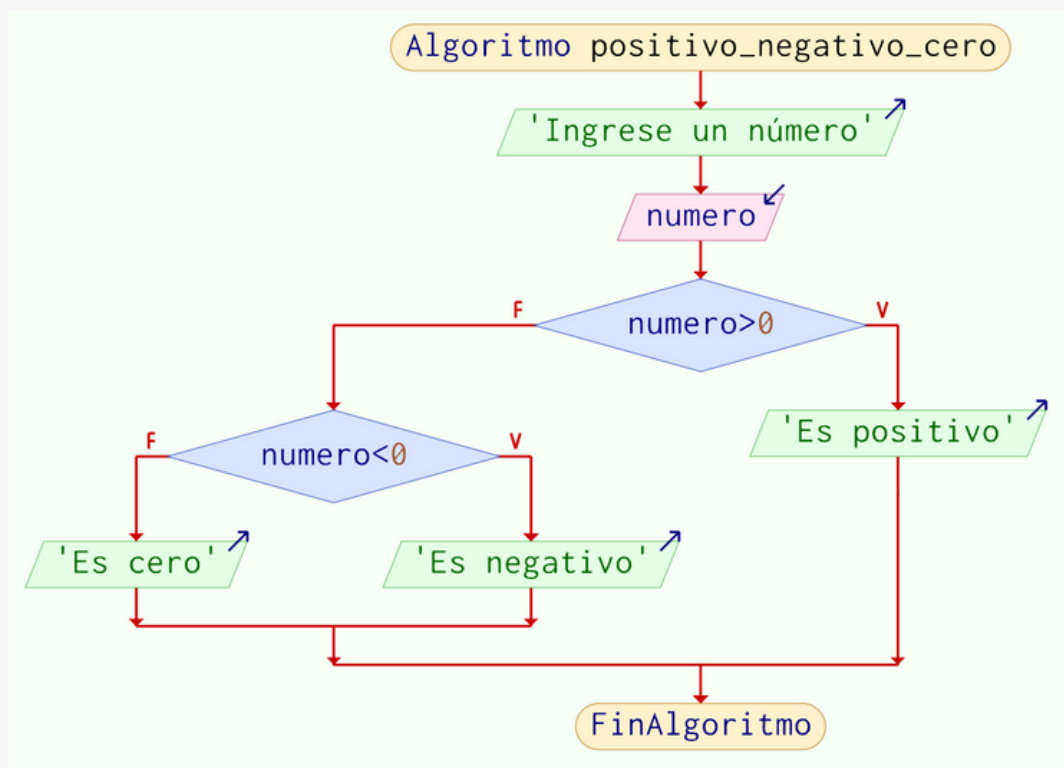 Algoritmo positivo_negativo_cero
'Ingrese un número'
numero
F
V
numero>0
'Es positivo'
F
V
numero<0
'Es cero'
'Es negativo'
FinAlgoritmo